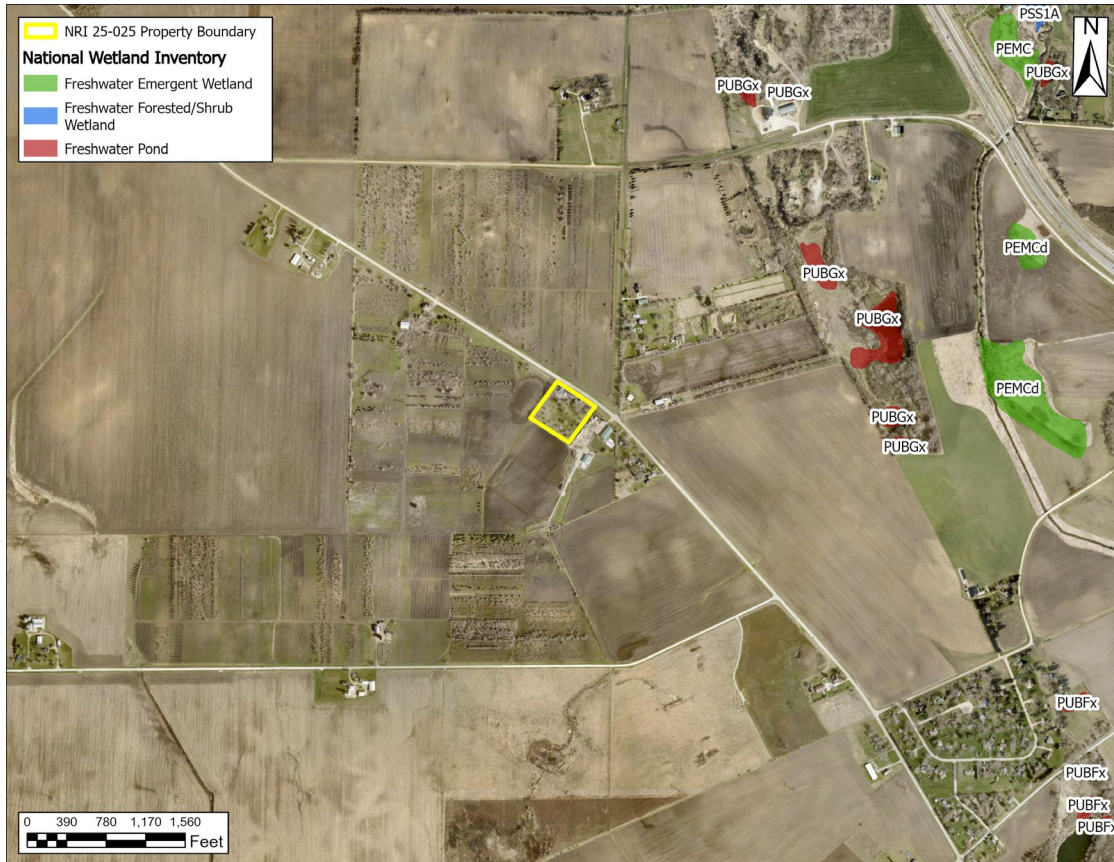 NRI 25-025 Property Boundary
National Wetland Inventory
Freshwater Emergent Wetland
Freshwater Forested/Shrub
Wetland
Freshwater Pond
PSS1A
PEMC
PUBGx
N
PUBGx
PUBGx
PEMCd
PUBGx
PUBGx
PEMCd
PUBGx
PUBGx
PUBFx
PUBFx
PUBFx
PUBFx
0 390 780 1,170 1,560
Feet